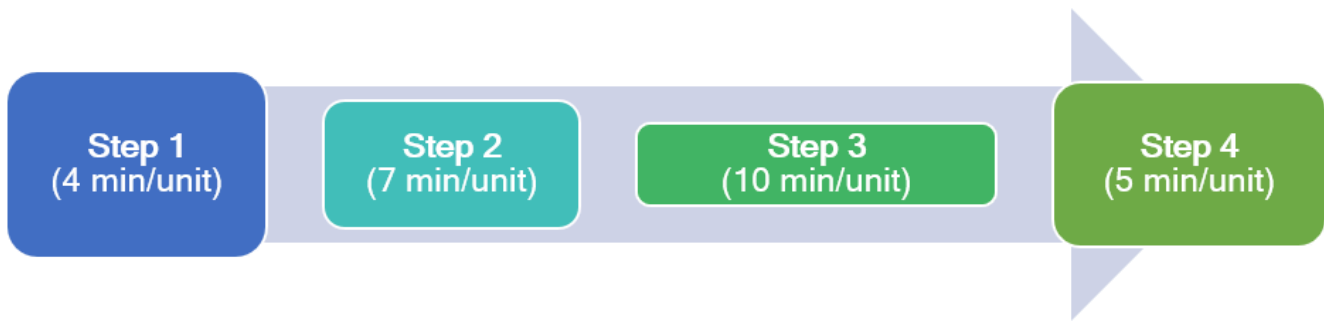 Step 1
(4 min/unit)
Step 2
(7 min/unit)
Step 3
(10 min/unit)
Step 4
(5 min/unit)